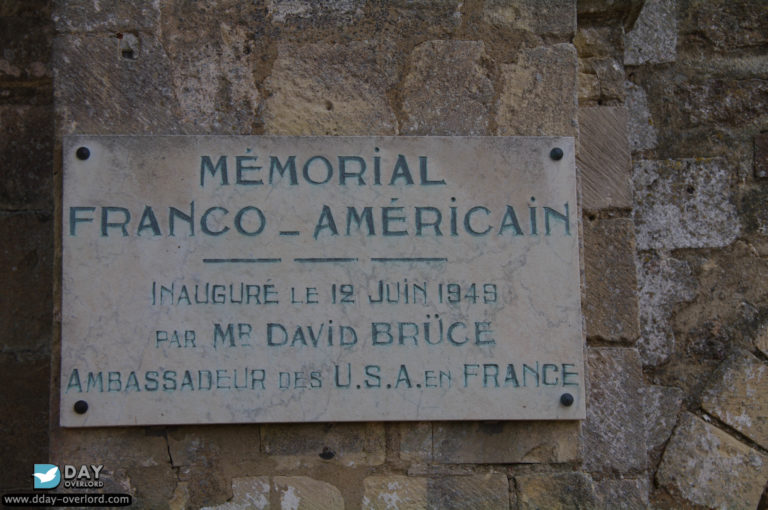 MÉMORIAL
FRANCO - AMÉRICAIN
INAUGURÉ LE 12 JUIN 1949
PAR MR DAVID BRÜCE
AMBASSADEUR DES U.S.A. EN FRANCE
DAY
OVERLORD
www.dday-overlord.com